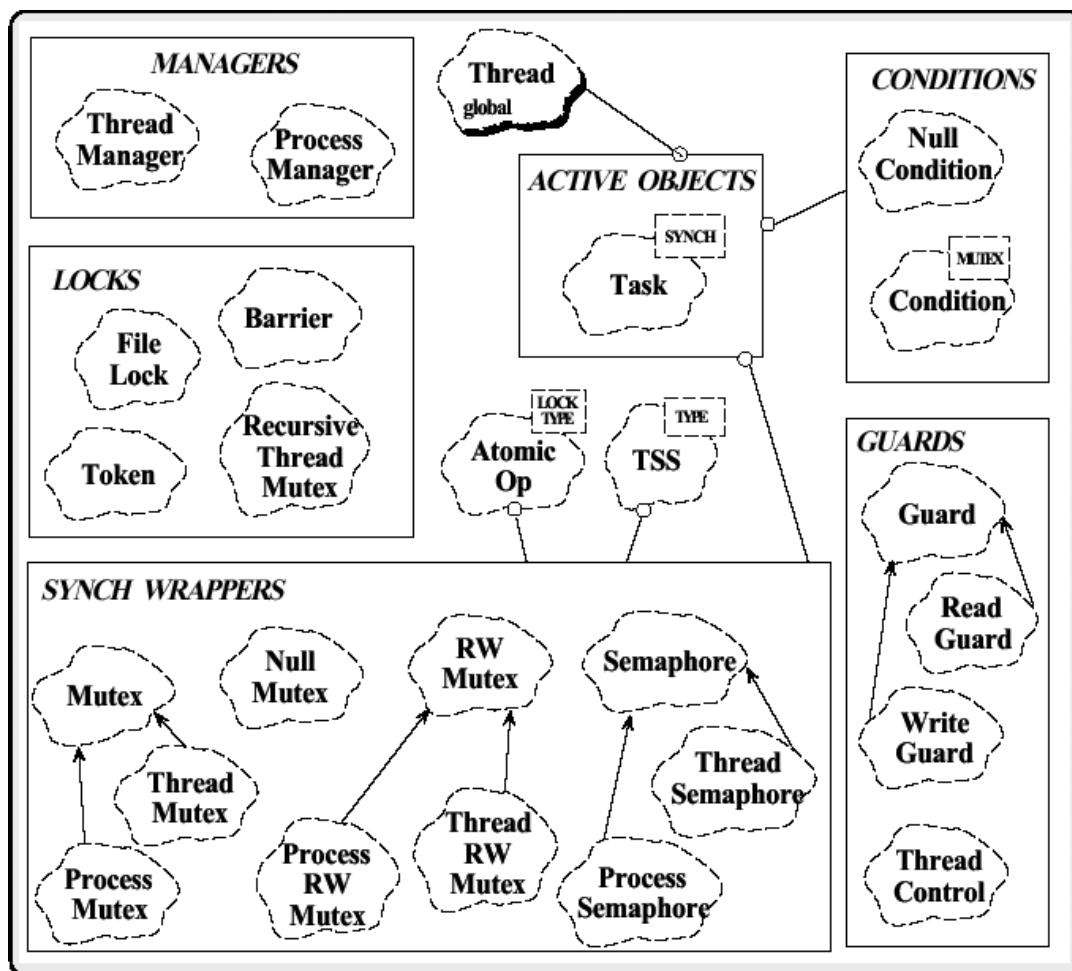 MANAGERS
Thread
Manager
Process
Manager
Thread
global
CONDITIONS
Null
Condition
MUTEX
Condition
ACTIVE OBJECTS
SYNCH
Task
LOCKS
Barrier
File
Lock
Recursive
Thread
Mutex
Token
LOCK
TYPE
Atomic
Op
TYPE
TSS
GUARDS
Guard
Read
Guard
Write
Guard
Thread
Control
SYNCH WRAPPERS
Mutex
Null
Mutex
RW
Mutex
Semaphore
Thread
Mutex
Thread
Semaphore
Process
Mutex
Process
RW
Mutex
Thread
RW
Mutex
Process
Semaphore